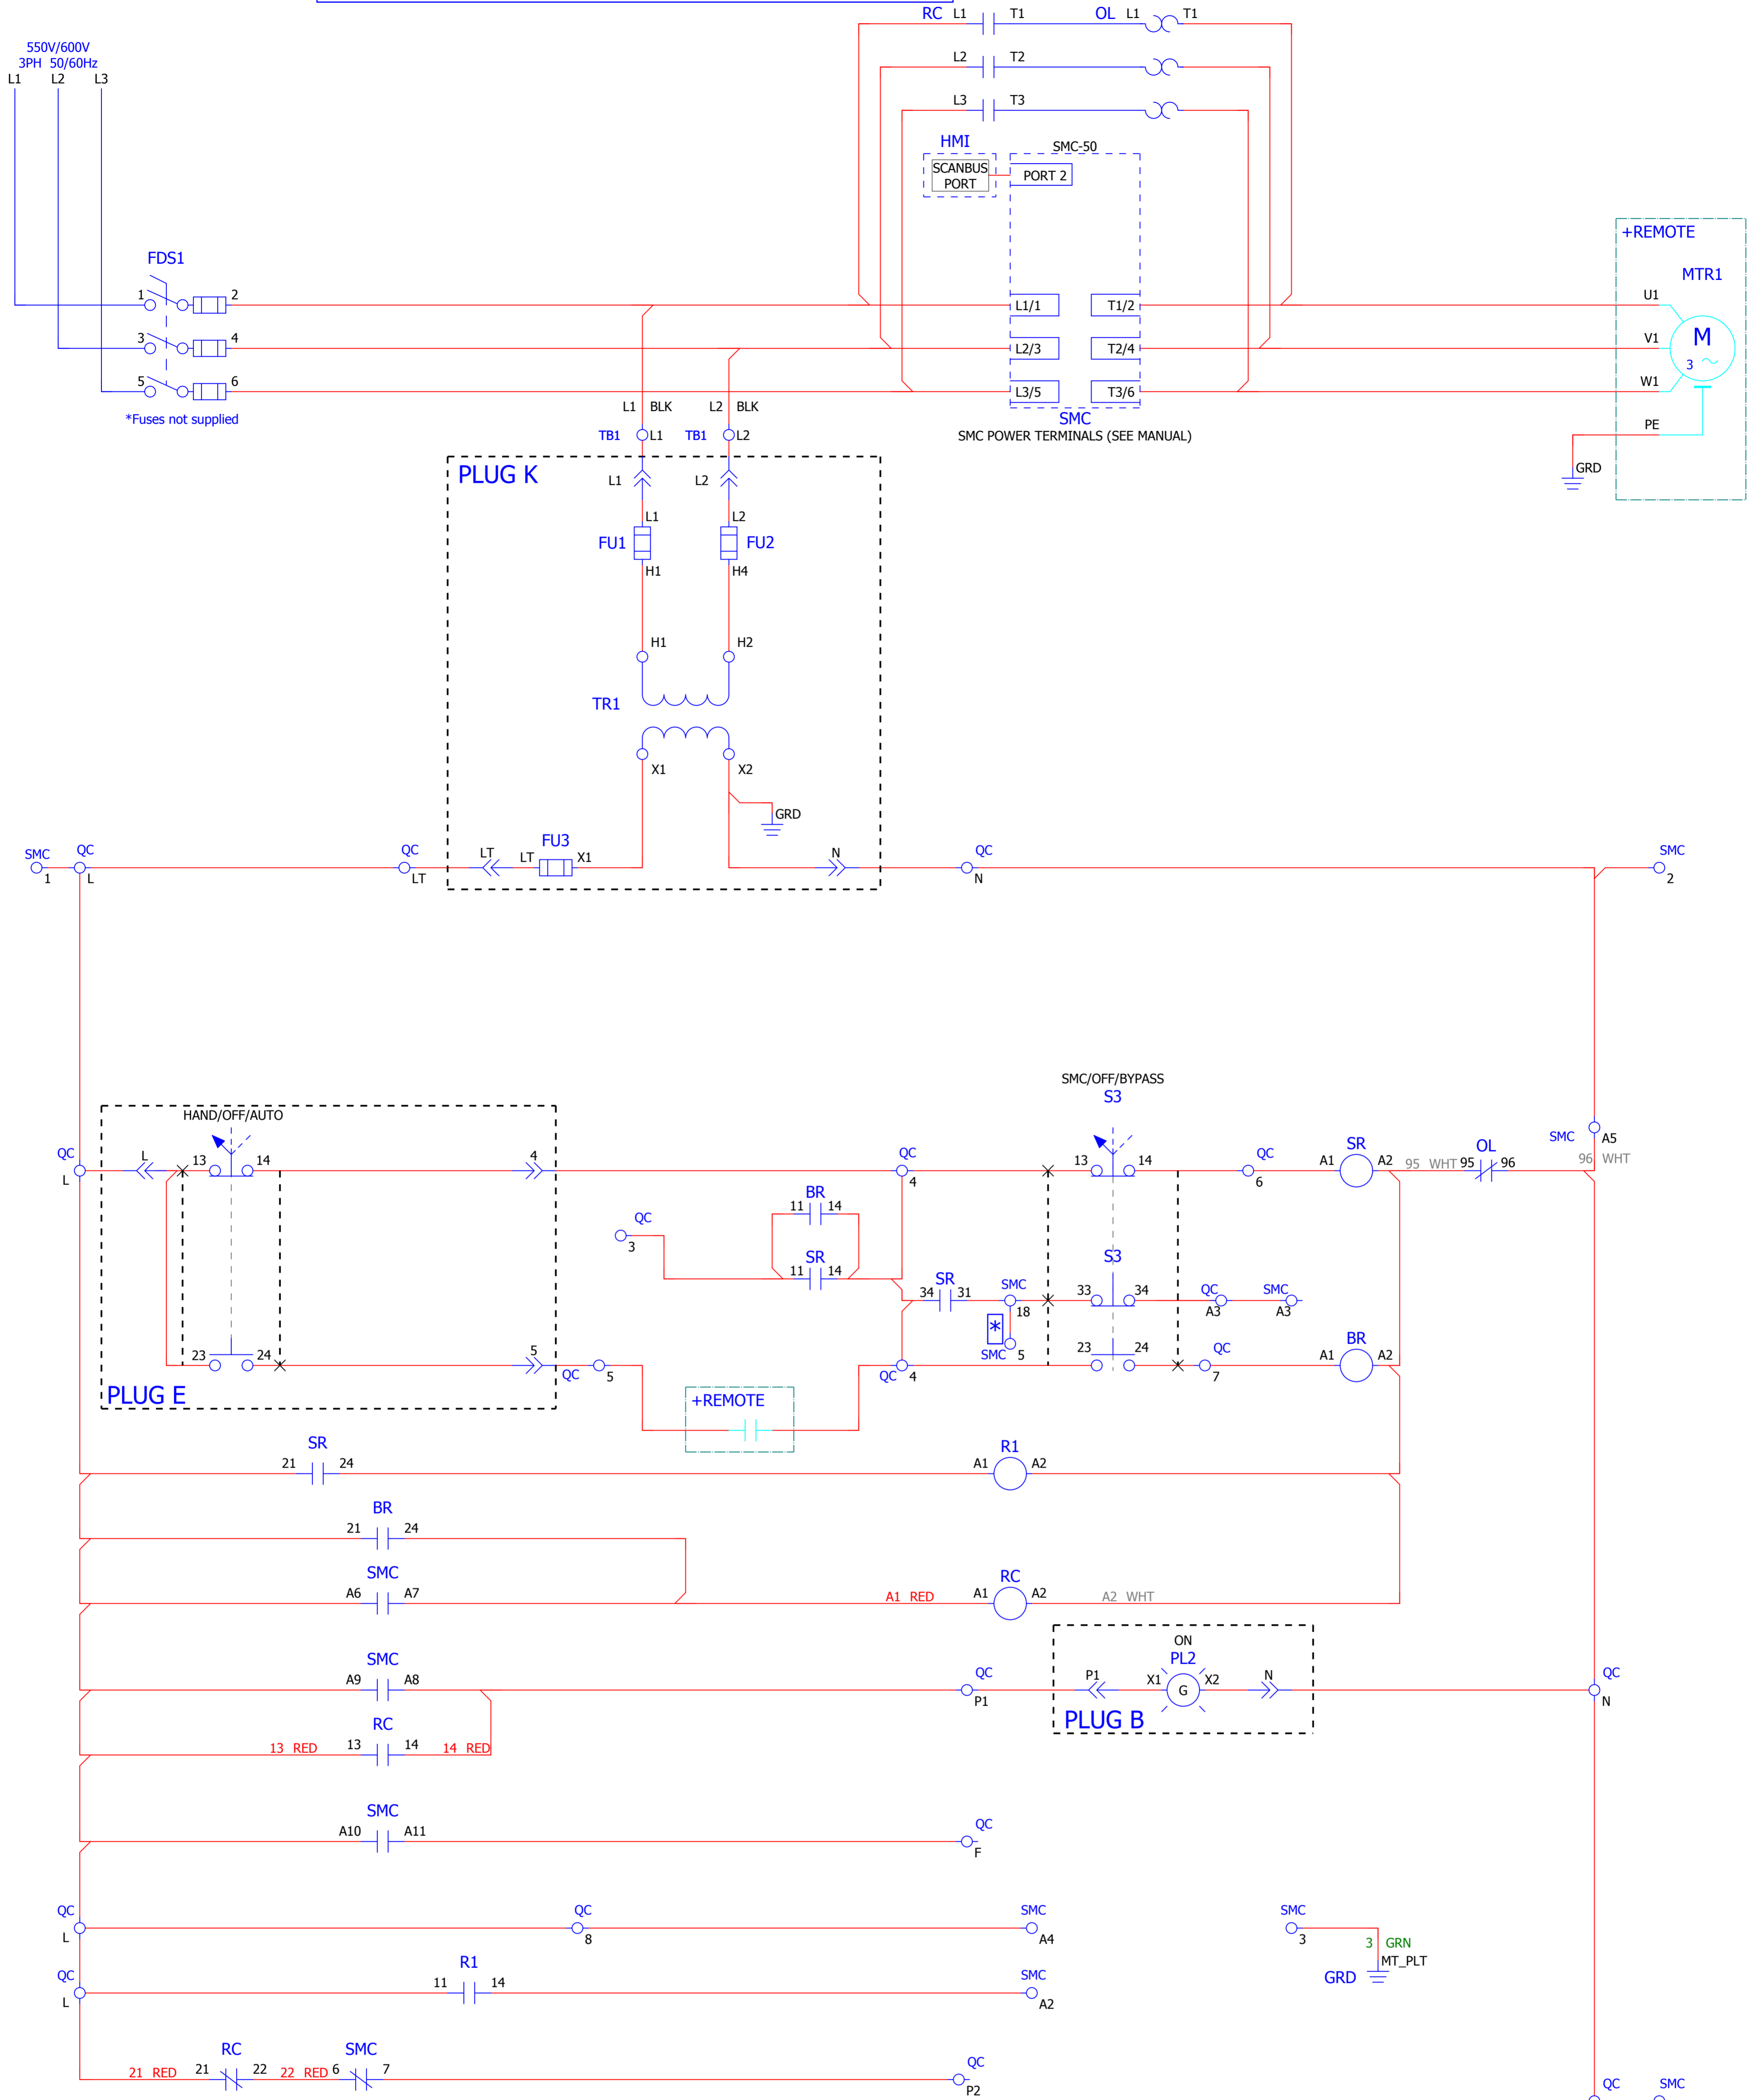 RC L1 T1 OL L1 T1
550V/600V
3PH 50/60Hz
L1 L2 L3
L2 T2
L3 T3
HMI
SMC-50
SCANBUS
PORT
PORT 2
+REMOTE
FDS1
MTR1
1 2
L1/1 T1/2
U1
3 4
L2/3 T2/4
V1
M
3
5 6
L3/5 T3/6
W1
*Fuses not supplied
L1 BLK L2 BLK
SMC
SMC POWER TERMINALS (SEE MANUAL)
PE
TB1 L1 TB1 L2
GRD
PLUG K
L1 L2
L1 L2
FU1 FU2
H1 H4
H1 H2
TR1
X1 X2
GRD
SMC QC QC FU3 QC SMC
LT LT X1 N
1 L LT N 2
SMC/OFF/BYPASS
S3
HAND/OFF/AUTO
QC L 13 14 4 QC 13 14 QC SR A1 A2 95 WHT 95 OL 96 SMC A5
96 WHT
L 4 6
BR
11 14
QC
3
SR
11 14
S3
SR
34 31
SMC
18
33 34
QC
A3
SMC
A3
*
SMC 5
23 24 5 QC 5 QC 4 23 24 QC 7 BR A1 A2
PLUG E
+REMOTE
SR
21 24
R1
A1 A2
BR
21 24
SMC
A6 A7
A1 RED
RC
A1 A2
A2 WHT
ON
SMC
A9 A8
QC
P1
P1
PL2
X1 G X2
N
QC
N
PLUG B
RC
13 RED 13 14 14 RED
SMC
A10 A11
QC
F
QC QC SMC SMC
L 8 A4 3
3 GRN
MT_PLT
GRD
QC R1 SMC
L 11 14 A2
RC SMC
21 RED 21 22 22 RED 6 7
QC
P2
QC SMC